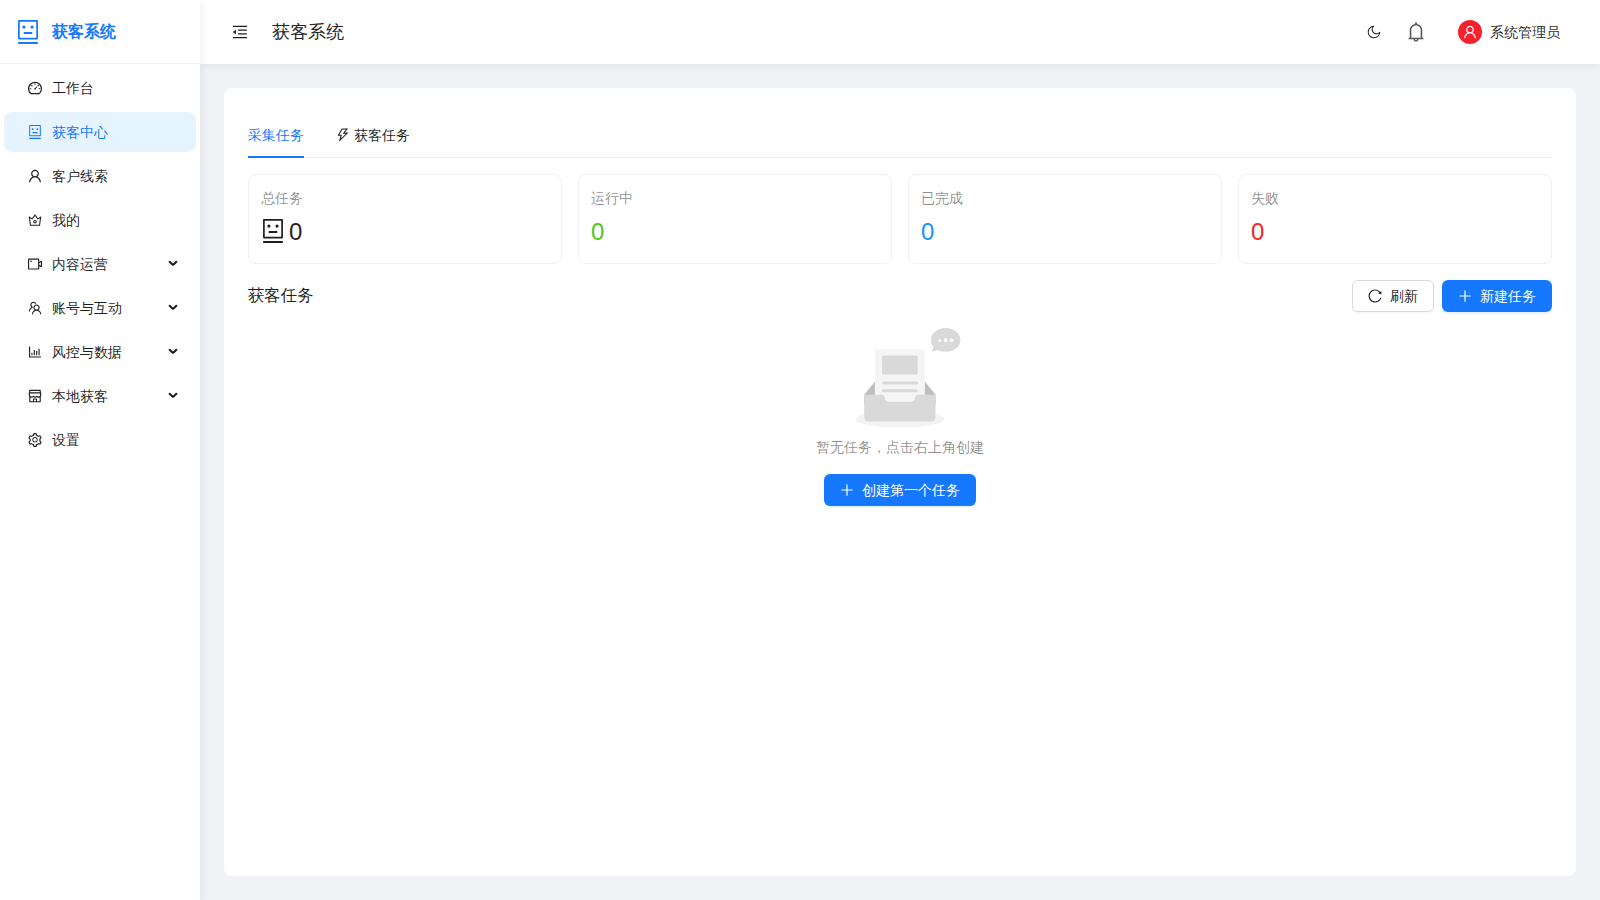 获客系统
获客系统
系统管理员
工作台
获客中心
客户线索
我的
内容运营
账号与互动
风控与数据
本地获客
设置
采集任务 获客任务
总任务 运行中 已完成 失败
0 0 0 0
获客任务 刷新 新建任务
暂无任务，点击右上角创建
创建第一个任务